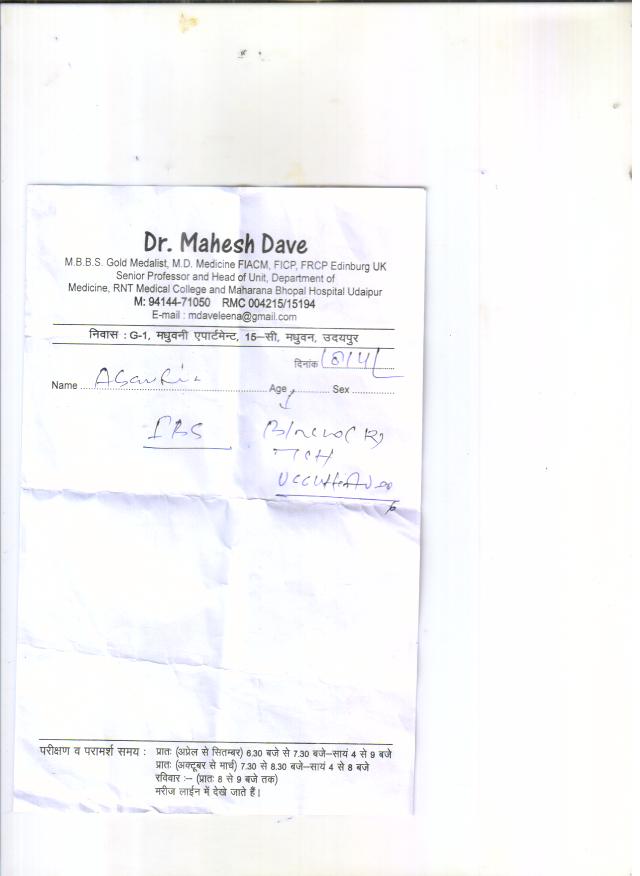 Dr. Mahesh Dave
M.B.B.S. Gold Medalist, M.D. Medicine FIACM, FICP, FRCP Edinburg UK
Senior Professor and Head of Unit, Department of
Medicine, RNT Medical College and Maharana Bhopal Hospital Udaipur
M: 94144-71050 RMC 004215/15194
E-mail : mdaveleena@gmail.com
निवास : G-1, मधुवनी एपार्टमेन्ट, 15–सी, मधुवन, उदयपुर
दिनांक
Name Age Sex
IBS
परीक्षण व परामर्श समय : प्रातः (अप्रेल से सितम्बर) 6.30 बजे से 7.30 बजे–सायं 4 से 9 बजे
प्रातः (अक्टूबर से मार्च) 7.30 से 8.30 बजे–सायं 4 से 8 बजे
रविवार :– (प्रातः 8 से 9 बजे तक)
मरीज लाईन में देखे जाते हैं।